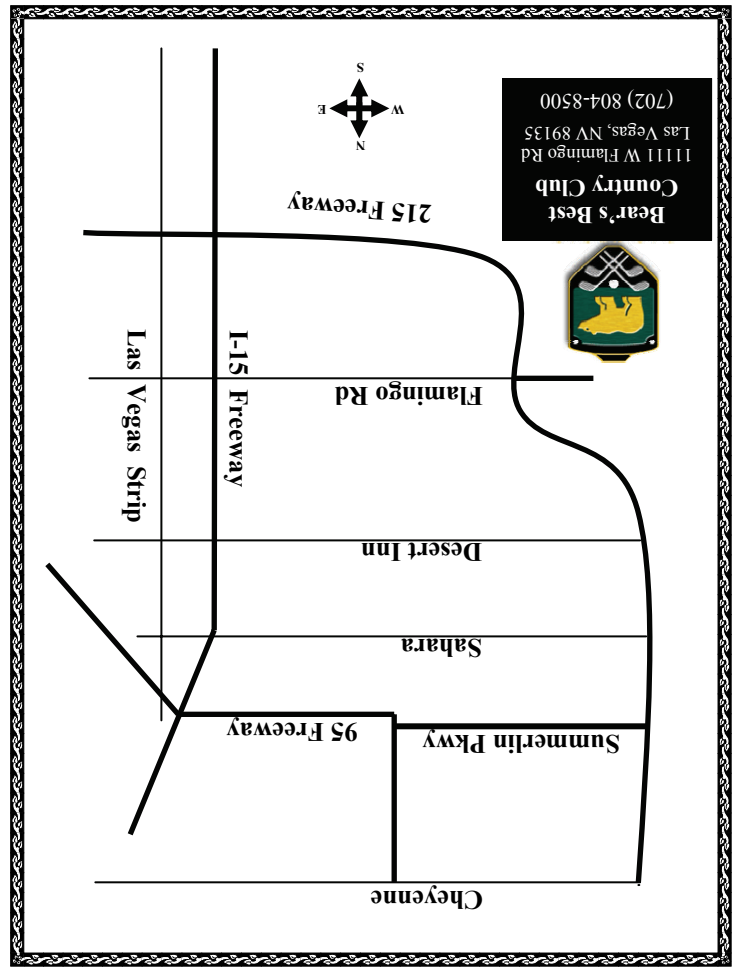 Cheyenne
Summerlin Pkwy
95 Freeway
Sahara
Desert Inn
Flamingo Rd
I-15 Freeway
Las Vegas Strip
215 Freeway
Bear's Best
Country Club
11111 W Flamingo Rd
Las Vegas, NV 89135
(702) 804-8500
N
W
E
S